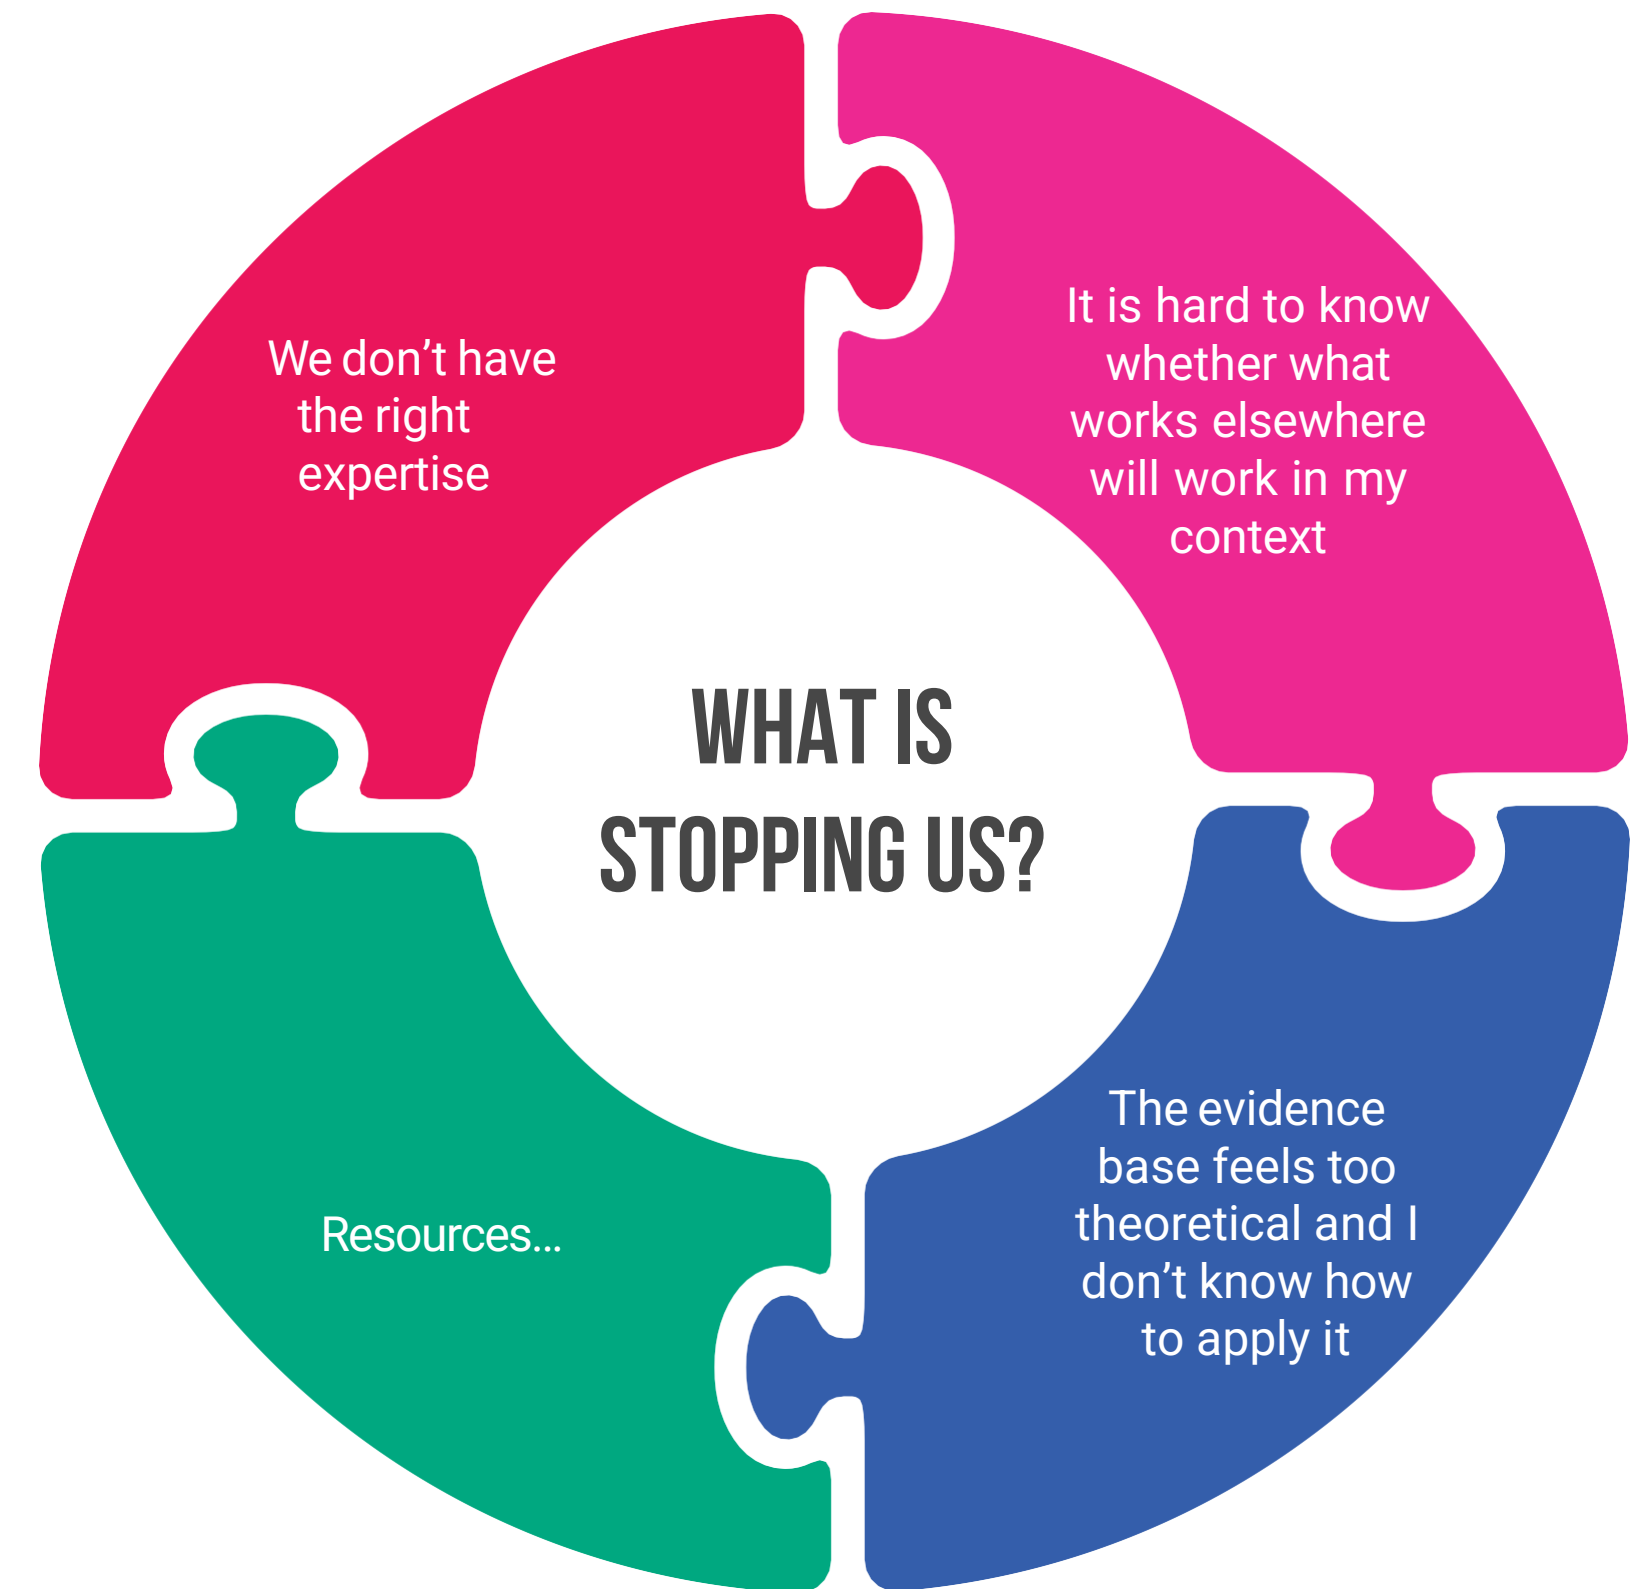 We don’t have
the right
expertise
It is hard to know
whether what
works elsewhere
will work in my
context
WHAT IS
STOPPING US?
Resources...
The evidence
base feels too
theoretical and I
don’t know how
to apply it